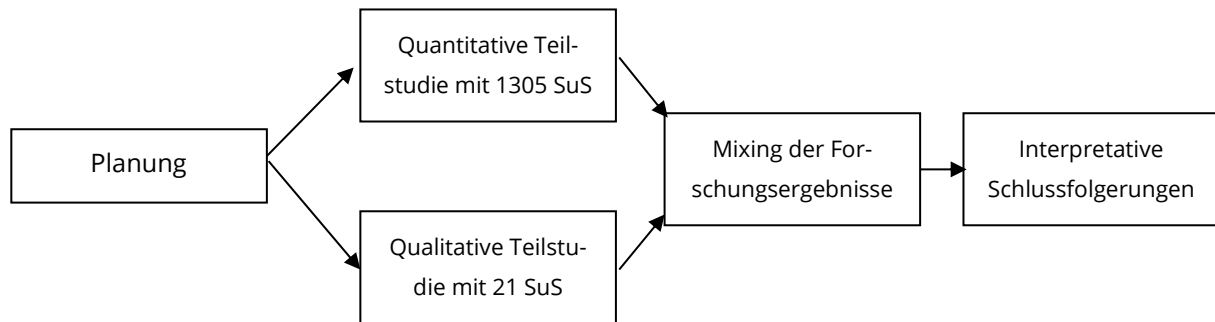 Planung
Quantitative Teil-
studie mit 1305 SuS
Qualitative Teilstu-
die mit 21 SuS
Mixing der For-
schungsergebnisse
Interpretative
Schlussfolgerungen